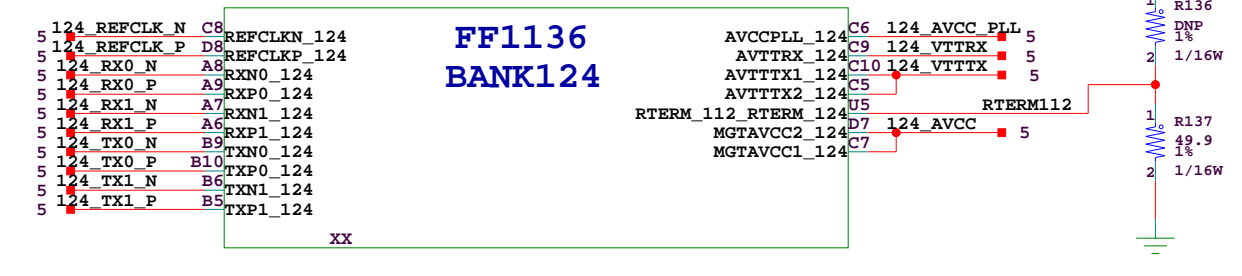 5 124_REFCLK_N C8 REFCLKN_124
5 124_REFCLK_P D8 REFCLKP_124
5 124_RX0_N A8 RXN0_124
5 124_RX0_P A9 RXP0_124
5 124_RX1_N A7 RXN1_124
5 124_RX1_P A6 RXP1_124
5 124_TX0_N B9 TXN0_124
5 124_TX0_P B10 TXP0_124
5 124_TX1_N B6 TXN1_124
5 124_TX1_P B5 TXP1_124
FF1136
BANK124
XX
AVCCPLL_124 C6 124_AVCC_PLL 5
AVTTRX_124 C9 124_VTTRX 5
AVTTTX1_124 C10 124_VTTTX 5
AVTTTX2_124 C5
RTERM_112_RTERM_124 U5 RTERM112
MGTAVCC2_124 D7 124_AVCC 5
MGTAVCC1_124 C7
1
R136
DNP
1%
2 1/16W
1
R137
49.9
1%
2 1/16W